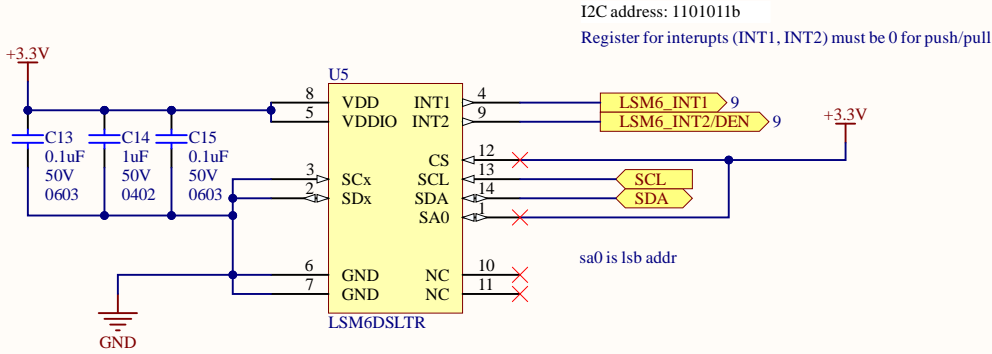 I2C address: 1101011b
Register for interupts (INT1, INT2) must be 0 for push/pull
+3.3V
U5
8 VDD INT1 4 LSM6_INT1 9
5 VDDIO INT2 9 LSM6_INT2/DEN 9
+3.3V
C13 C14 C15
0.1uF 1uF 0.1uF
50V 50V 50V
0603 0402 0603
CS 12
3 SCx SCL 13 SCL
2 SDx SDA 14 SDA
SA0 1
sa0 is lsb addr
6 GND NC 10
7 GND NC 11
LSM6DSLTR
GND